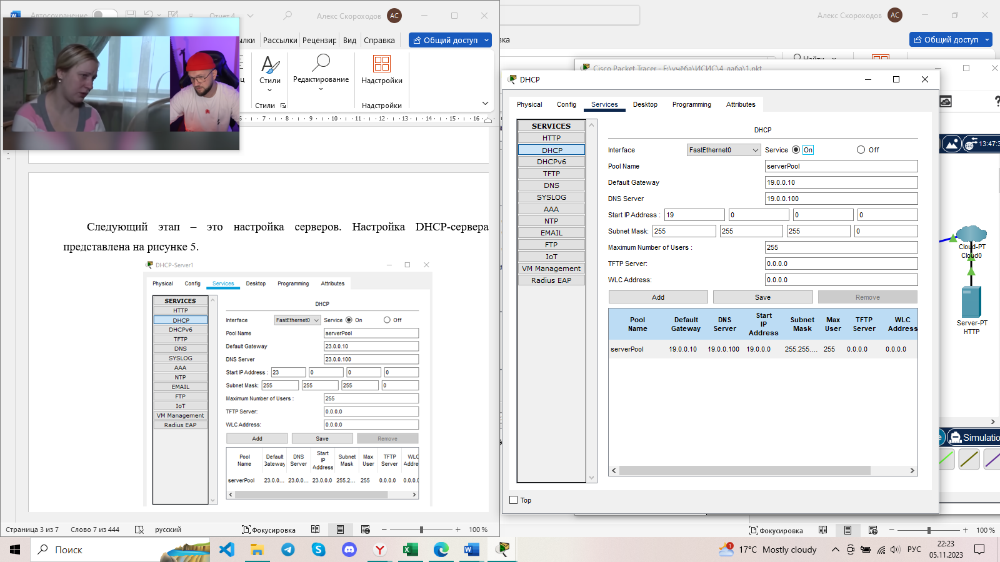 Автосохранение
Отчет 4
Алекс Скороходов
АС
Рассылки
Рецензир
Вид
Справка
Общий доступ
Стили
Редактирование
Надстройки
Стили
Надстройки
7 8 9 10 11 12 13 14 15 16
Следующий этап – это настройка серверов. Настройка DHCP-сервера
представлена на рисунке 5.
DHCP-Server1
Physical Config Services Desktop Programming Attributes
SERVICES
HTTP
DHCP
DHCPv6
TFTP
DNS
SYSLOG
AAA
NTP
EMAIL
FTP
IoT
VM Management
Radius EAP
DHCP
Interface FastEthernet0 Service On Off
Pool Name serverPool
Default Gateway 23.0.0.10
DNS Server 23.0.0.100
Start IP Address : 23 0 0 0
Subnet Mask: 255 255 255 0
Maximum Number of Users : 255
TFTP Server: 0.0.0.0
WLC Address: 0.0.0.0
Add Save Remove
Pool Name
Default Gateway
DNS Server
Start IP Address
Subnet Mask
Max User
TFTP Server
WLC Addre
serverPool 23.0.0... 23.0.0... 23.0.0.0 255.2... 255 0.0.0.0 0.0.0.0
Страница 3 из 7
Слово 7 из 444
русский
Фокусировка
100 %
Алекс Скороходов
АС
Общий доступ
Найти
Cisco Packet Tracer - E:\учёба\ИСИС\4 лаба\1.pkt
DHCP
Physical Config Services Desktop Programming Attributes
SERVICES
HTTP
DHCP
DHCPv6
TFTP
DNS
SYSLOG
AAA
NTP
EMAIL
FTP
IoT
VM Management
Radius EAP
DHCP
Interface FastEthernet0 Service On Off
Pool Name serverPool
Default Gateway 19.0.0.10
DNS Server 19.0.0.100
Start IP Address : 19 0 0 0
Subnet Mask: 255 255 255 0
Maximum Number of Users : 255
TFTP Server: 0.0.0.0
WLC Address: 0.0.0.0
Add Save Remove
Pool Name
Default Gateway
DNS Server
Start IP Address
Subnet Mask
Max User
TFTP Server
WLC Address
serverPool 19.0.0.10 19.0.0.100 19.0.0.0 255.255.... 255 0.0.0.0 0.0.0.0
Top
13:47:3
Cloud-PT
Cloud0
Server-PT
HTTP
Simulatio
Фокусировка
100 %
Поиск
17°C Mostly cloudy
РУС
22:23
05.11.2023